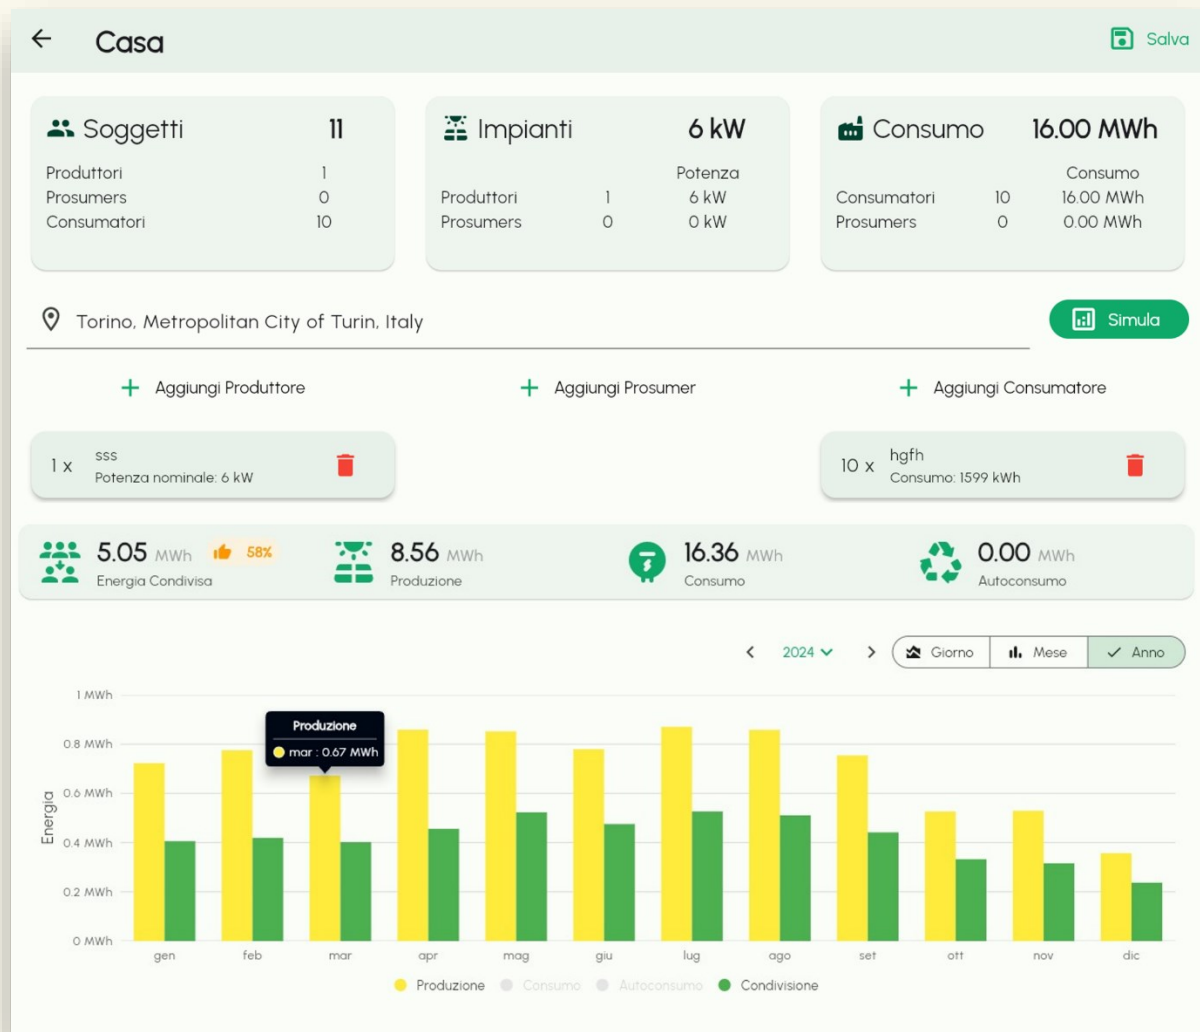 Casa
Salva
Soggetti 11
Produttori 1
Prosumers 0
Consumatori 10
Impianti 6 kW
Potenza
Produttori 1 6 kW
Prosumers 0 0 kW
Consumo 16.00 MWh
Consumo
Consumatori 10 16.00 MWh
Prosumers 0 0.00 MWh
Torino, Metropolitan City of Turin, Italy
Simula
+ Aggiungi Produttore
+ Aggiungi Prosumer
+ Aggiungi Consumatore
1 x sss
Potenza nominale: 6 kW
10 x hgfh
Consumo: 1599 kWh
5.05 MWh 58%
Energia Condivisa
8.56 MWh
Produzione
16.36 MWh
Consumo
0.00 MWh
Autoconsumo
2024
Giorno
Mese
Anno
1 MWh
0.8 MWh
0.6 MWh
0.4 MWh
0.2 MWh
0 MWh
Energia
Produzione
mar : 0.67 MWh
gen feb mar apr mag giu lug ago set ott nov dic
Produzione Consumo Autoconsumo Condivisione